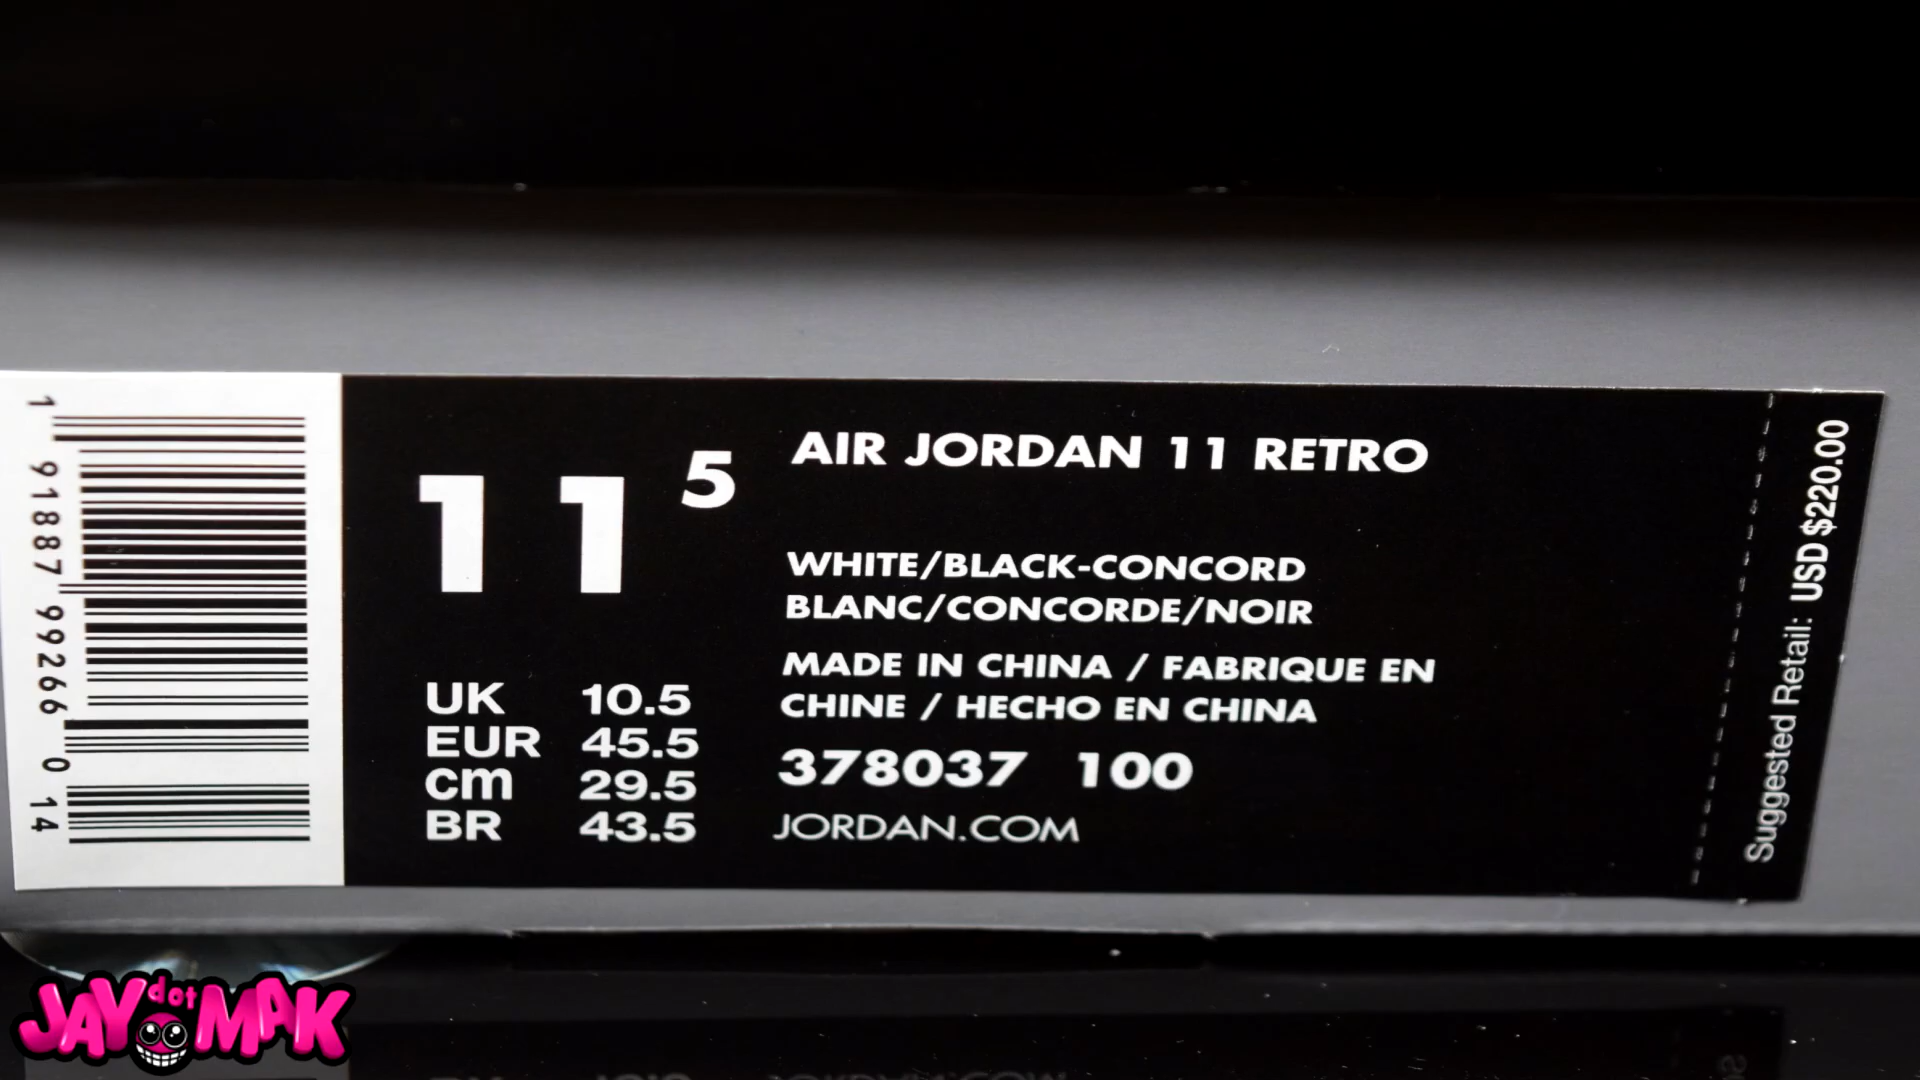 1 91887 99266 0 14
11 5
UK 10.5
EUR 45.5
cm 29.5
BR 43.5
AIR JORDAN 11 RETRO
WHITE/BLACK-CONCORD
BLANC/CONCORDE/NOIR
MADE IN CHINA / FABRIQUE EN
CHINE / HECHO EN CHINA
378037 100
JORDAN.COM
Suggested Retail: USD $220.00
JAY dot MAK